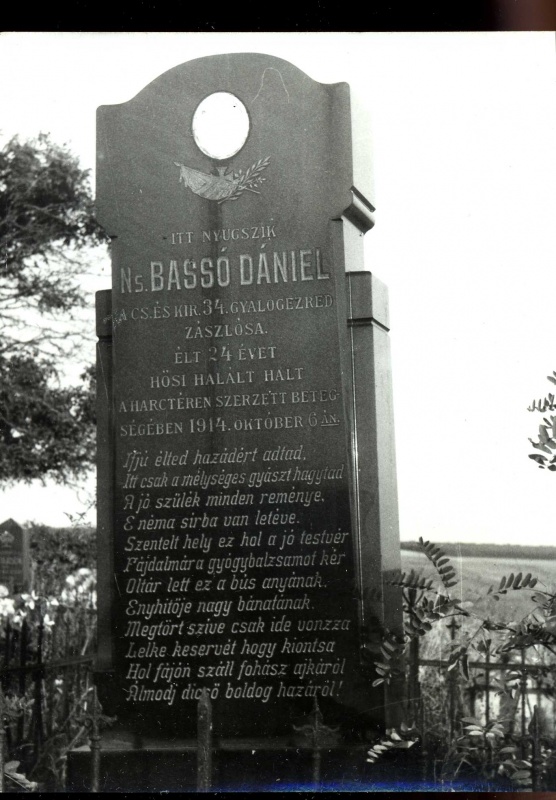 ITT NYUGSZIK
Ns. BASSÓ DÁNIEL
A CS. ÉS KIR. 34. GYALOGEZRED
ZÁSZLÓSA.
ÉLT 24 ÉVET
HŐSI HALÁLT HALT
A HARCTÉREN SZERZETT BETEG-
SÉGÉBEN 1914. OKTÓBER 6 ÁN.
Ifjú élted hazádért adtad,
Itt csak a mélységes gyászt hagytad
A jó szülék minden reménye,
E néma sirba van letéve.
Szentelt hely ez hol a jó testvér
Fájdalmára gyógybalzsamot kér
Oltár lett ez a bús anyának.
Enyhitője nagy bánatának.
Megtört szive csak ide vonzza
Lelke keservét hogy kiontsa
Hol fájón száll fohász ajkáról
Álmodj dicső boldog hazáról!